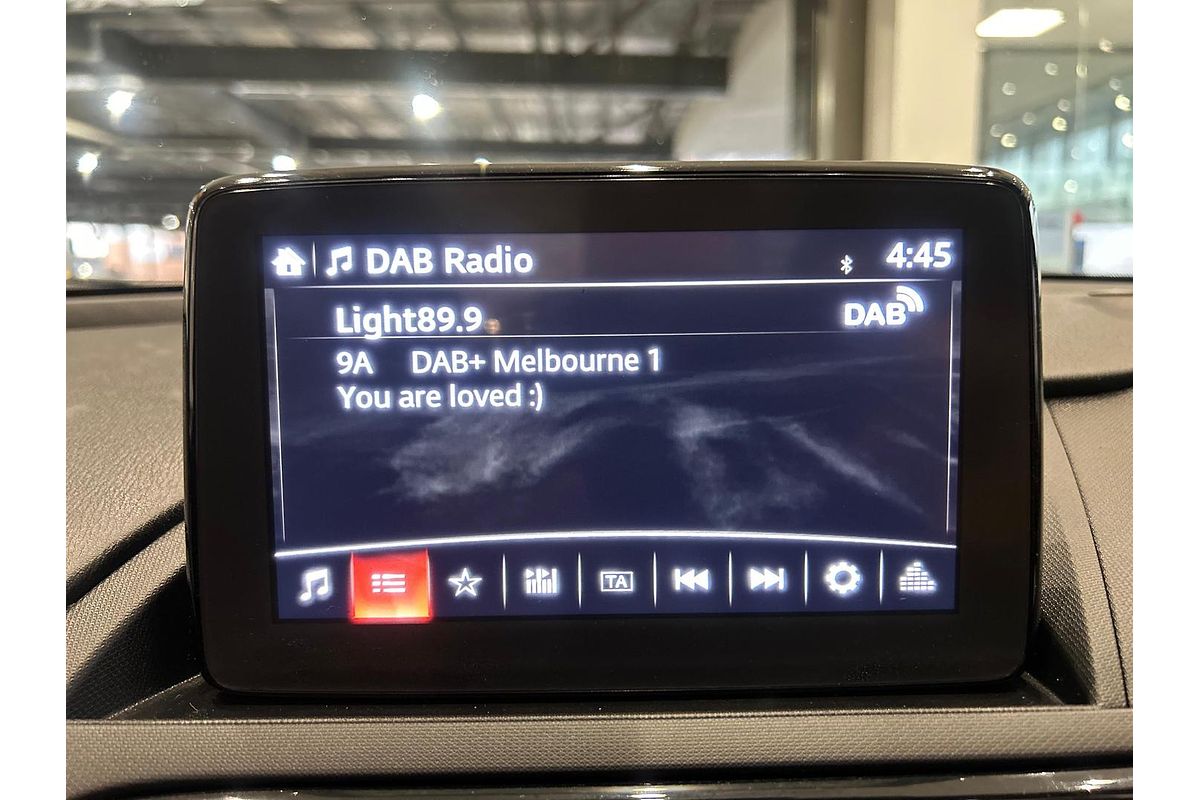 DAB Radio 4:45
Light89.9 DAB
9A DAB+ Melbourne 1
You are loved :)
TA